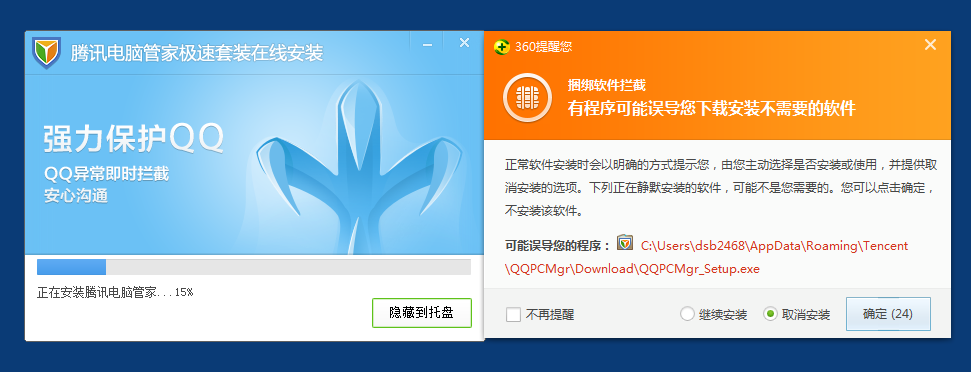 腾讯电脑管家极速套装在线安装
强力保护QQ
QQ异常即时拦截
安心沟通
正在安装腾讯电脑管家...15%
隐藏到托盘
360提醒您
捆绑软件拦截
有程序可能误导您下载安装不需要的软件
正常软件安装时会以明确的方式提示您，由您主动选择是否安装或使用，并提供取
消安装的选项。下列正在静默安装的软件，可能不是您需要的。您可以点击确定，
不安装该软件。
可能误导您的程序： C:\Users\dsb2468\AppData\Roaming\Tencent
\QQPCMgr\Download\QQPCMgr_Setup.exe
不再提醒 继续安装 取消安装 确定 (24)